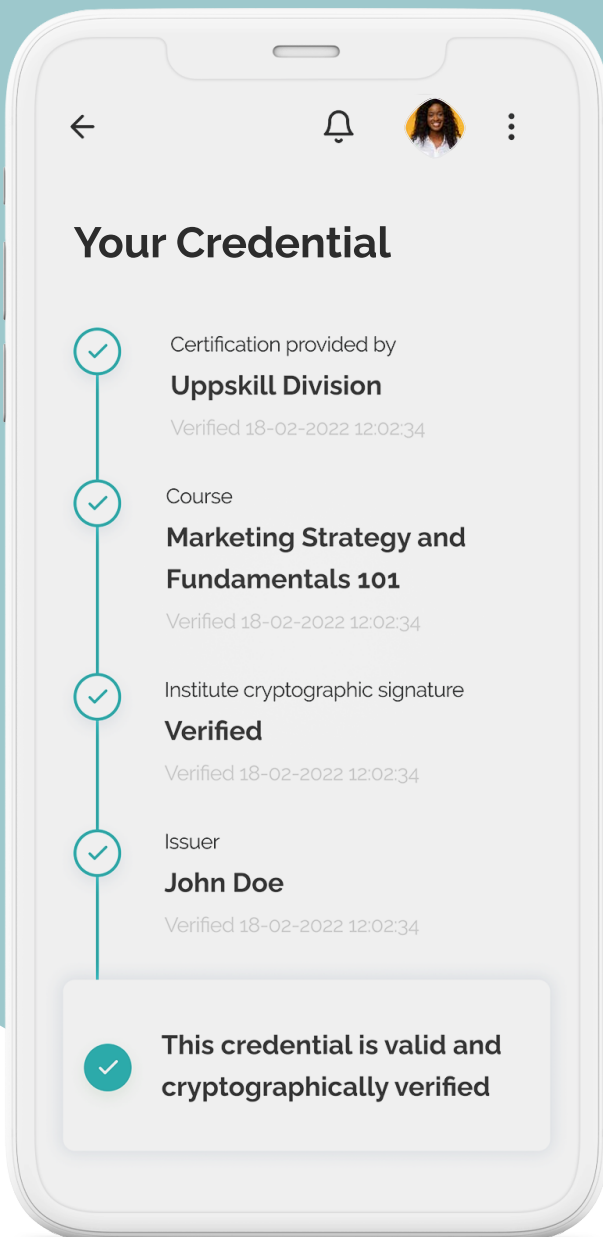 Your Credential
Certification provided by
Uppskill Division
Verified 18-02-2022 12:02:34
Course
Marketing Strategy and
Fundamentals 101
Verified 18-02-2022 12:02:34
Institute cryptographic signature
Verified
Verified 18-02-2022 12:02:34
Issuer
John Doe
Verified 18-02-2022 12:02:34
This credential is valid and
cryptographically verified